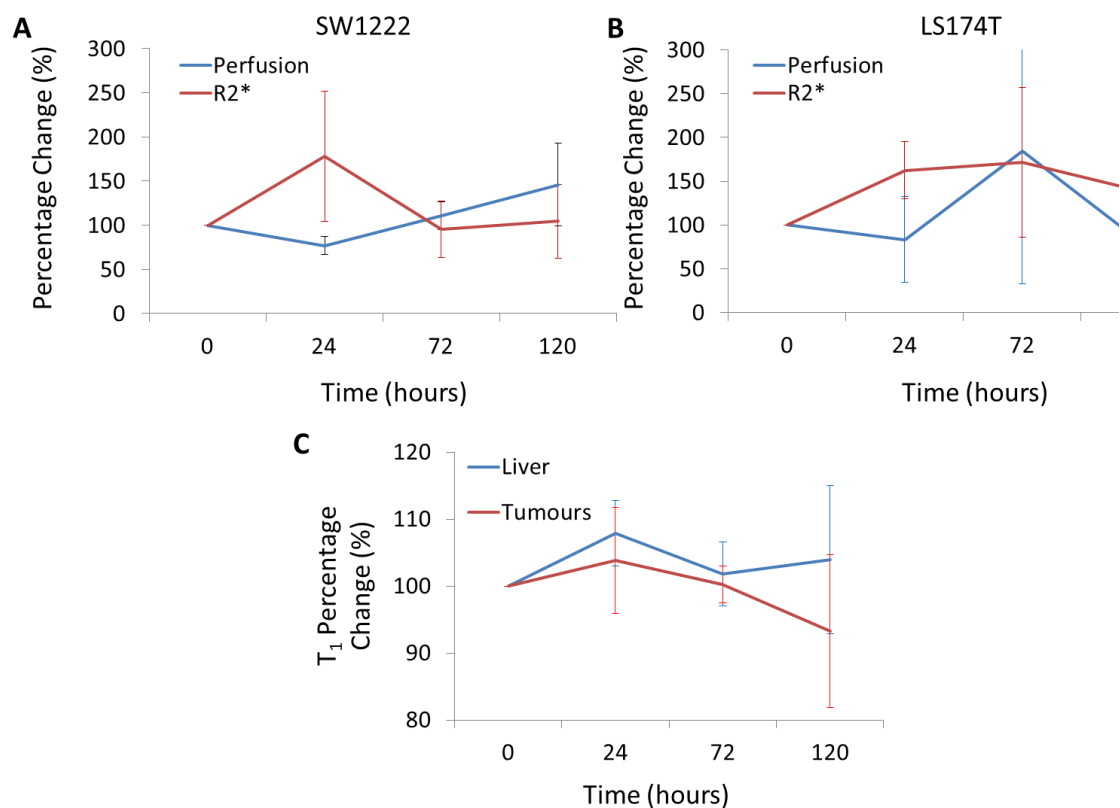 A
SW1222
Percentage Change (%)
300
250
200
150
100
50
0
Perfusion
R2*
0 24 72 120
Time (hours)
B
LS174T
Percentage Change (%)
300
250
200
150
100
50
0
Perfusion
R2*
0 24 72
Time (hours)
C
T1 Percentage
Change (%)
120
110
100
90
80
Liver
Tumours
0 24 72 120
Time (hours)